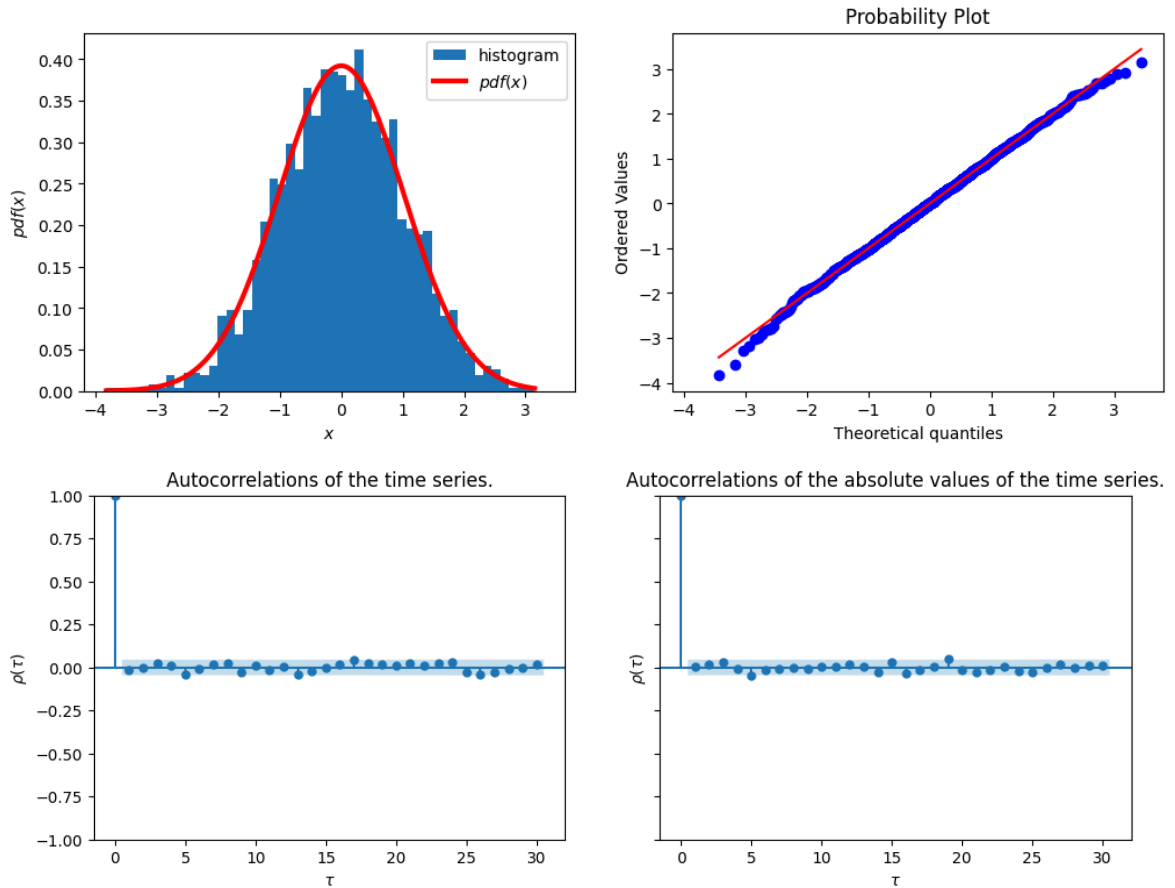 0.40
0.35
0.30
0.25
0.20
0.15
0.10
0.05
0.00
pdf(x)
histogram
pdf(x)
−4 −3 −2 −1 0 1 2 3
x
Probability Plot
3
2
1
0
−1
−2
−3
−4
Ordered Values
−4 −3 −2 −1 0 1 2 3
Theoretical quantiles
Autocorrelations of the time series.
1.00
0.75
0.50
0.25
0.00
−0.25
−0.50
−0.75
−1.00
ρ(τ)
0 5 10 15 20 25 30
τ
Autocorrelations of the absolute values of the time series.
ρ(τ)
0 5 10 15 20 25 30
τ